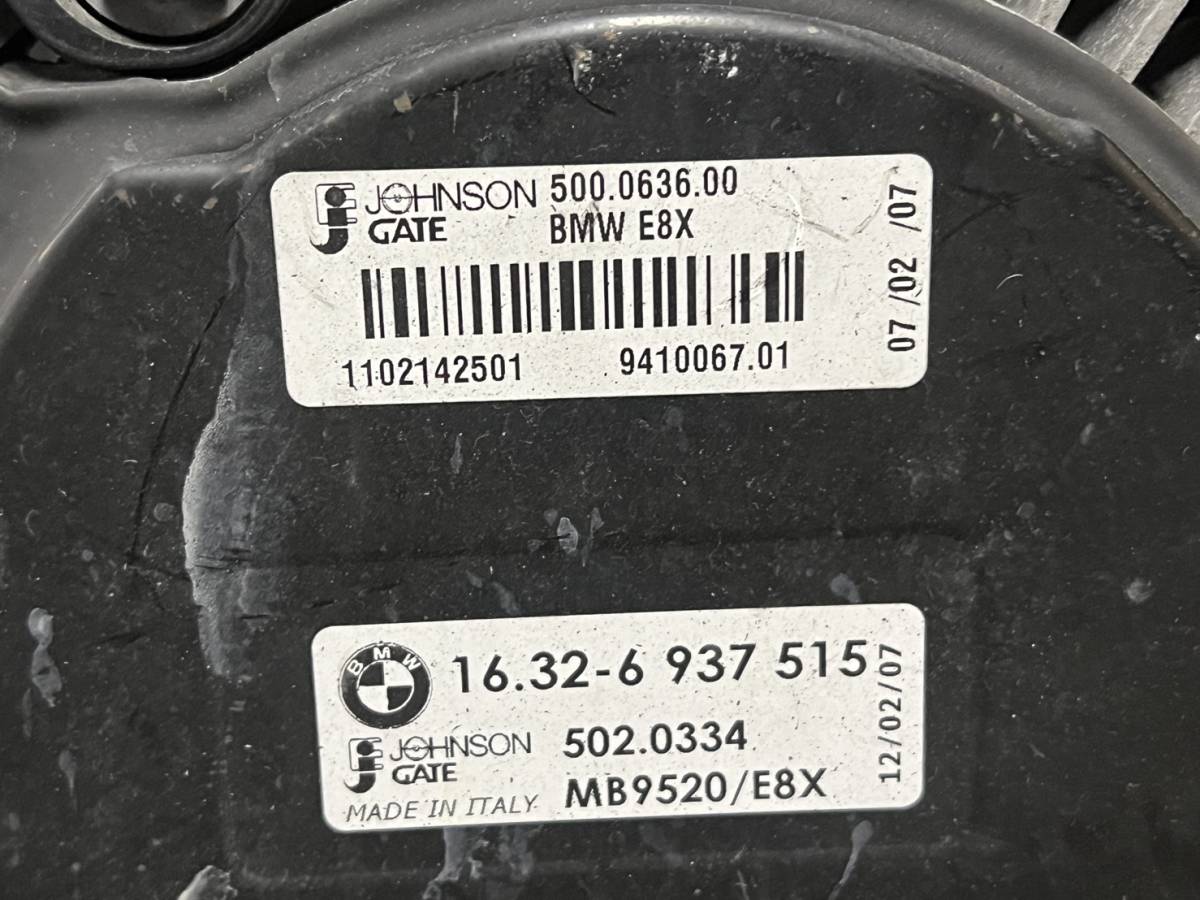 JOHNSON 500.0636.00
GATE BMW E8X
07/02 /07
1102142501 9410067.01
BMW 16.32-6 937 515
12/02/07
JOHNSON 502.0334
GATE MB9520/E8X
MADE IN ITALY